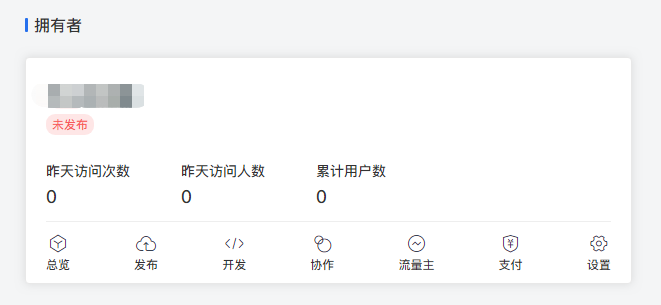 拥有者
未发布
昨天访问次数 昨天访问人数 累计用户数
0 0 0
总览 发布 开发 协作 流量主 支付 设置